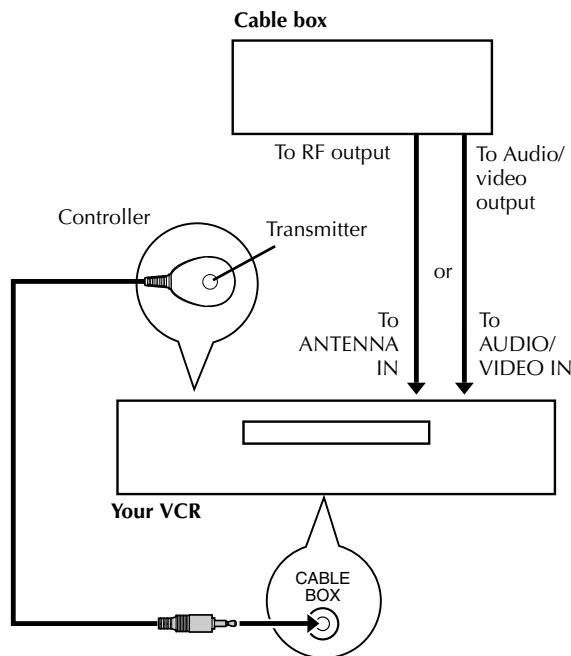 Cable box
To RF output
To Audio/
video
output
Controller
Transmitter
or
To
ANTENNA
IN
To
AUDIO/
VIDEO IN
Your VCR
CABLE
BOX